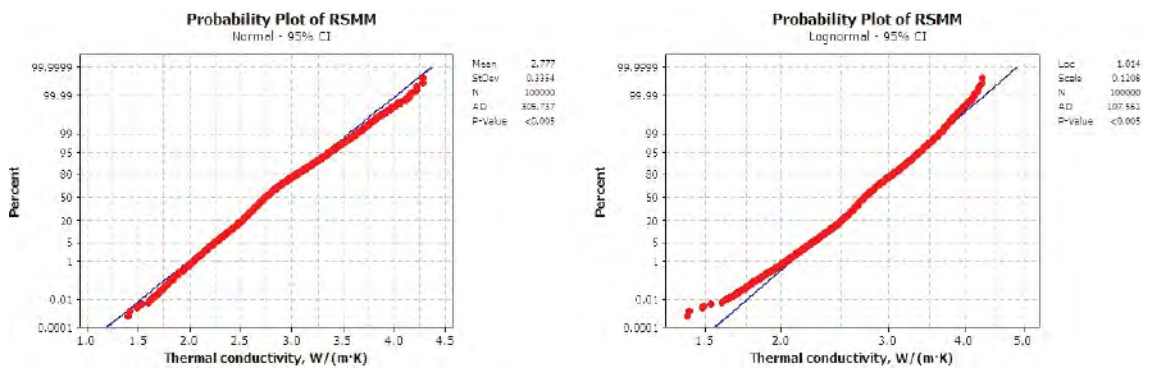 Probability Plot of RSMM
Normal - 95% CI
99.9999
99.99
99
95
80
50
20
5
1
0.01
0.0001
Percent
1.0 1.5 2.0 2.5 3.0 3.5 4.0 4.5
Thermal conductivity, W/(m·K)
Mean 2.777
StDev 0.3354
N 100000
AD 305.737
P-Value <0.005
Probability Plot of RSMM
Lognormal - 95% CI
99.9999
99.99
99
95
80
50
20
5
1
0.01
0.0001
Percent
1.5 2.0 3.0 4.0 5.0
Thermal conductivity, W/(m·K)
Loc 1.014
Scale 0.1206
N 100000
AD
P-Value <0.005